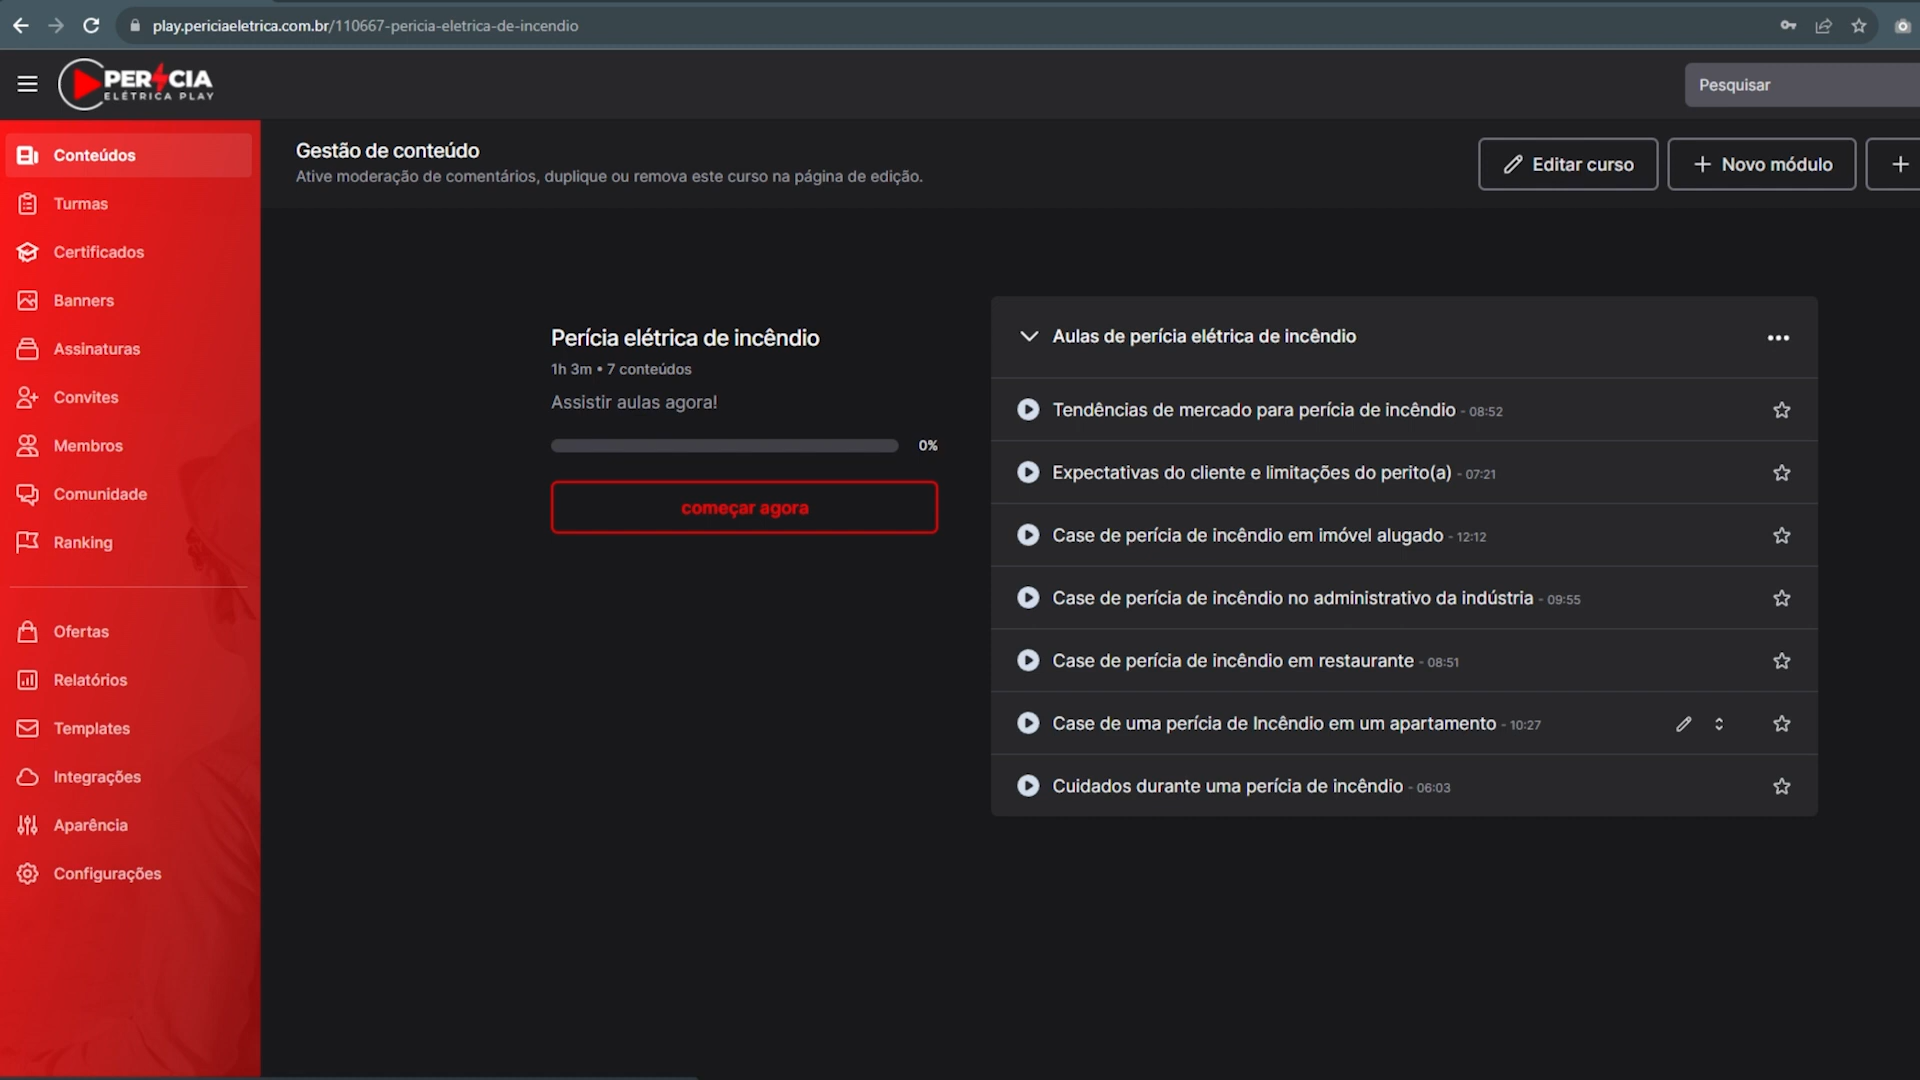 play.periciaeletrica.com.br/110667-pericia-eletrica-de-incendio
PERÍCIA
ELÉTRICA PLAY
Pesquisar
Conteúdos
Turmas
Certificados
Banners
Assinaturas
Convites
Membros
Comunidade
Ranking
Ofertas
Relatórios
Templates
Integrações
Aparência
Configurações
Gestão de conteúdo
Ative moderação de comentários, duplique ou remova este curso na página de edição.
Editar curso
+ Novo módulo
+
Perícia elétrica de incêndio
1h 3m • 7 conteúdos
Assistir aulas agora!
0%
começar agora
Aulas de perícia elétrica de incêndio
Tendências de mercado para perícia de incêndio - 08:52
Expectativas do cliente e limitações do perito(a) - 07:21
Case de perícia de incêndio em imóvel alugado - 12:12
Case de perícia de incêndio no administrativo da indústria - 09:55
Case de perícia de incêndio em restaurante - 08:51
Case de uma perícia de Incêndio em um apartamento - 10:27
Cuidados durante uma perícia de incêndio - 06:03